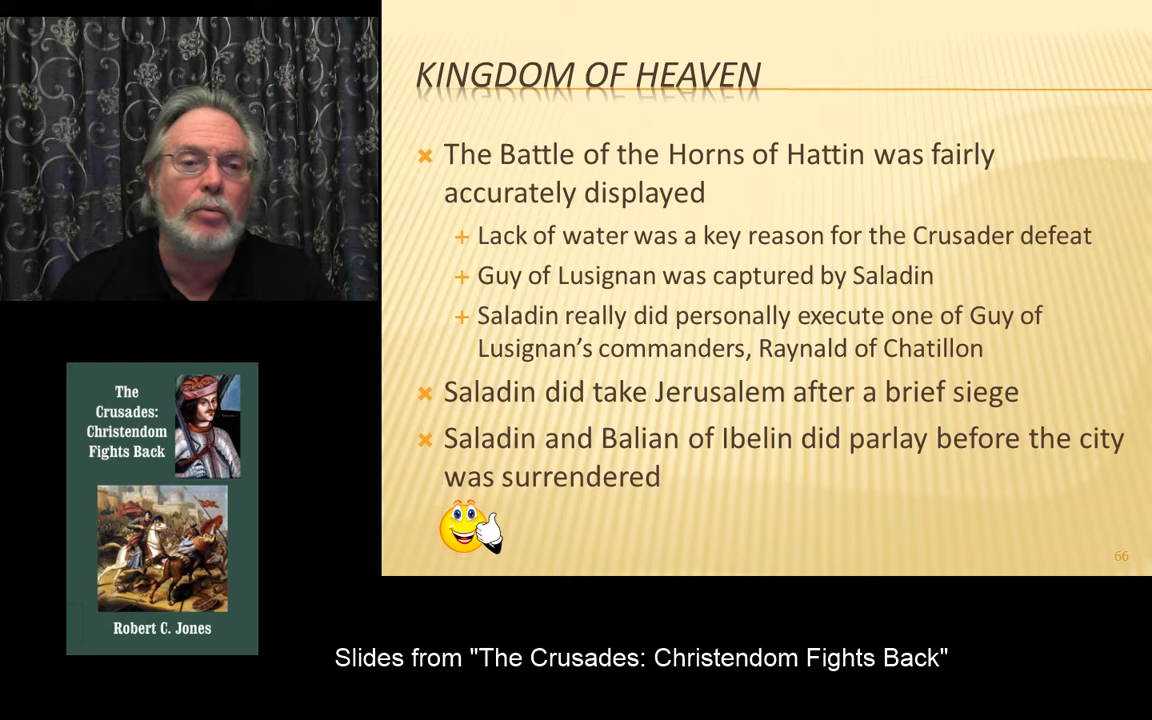 KINGDOM OF HEAVEN
The Battle of the Horns of Hattin was fairly
accurately displayed
Lack of water was a key reason for the Crusader defeat
Guy of Lusignan was captured by Saladin
Saladin really did personally execute one of Guy of
Lusignan's commanders, Raynald of Chatillon
Saladin did take Jerusalem after a brief siege
Saladin and Balian of Ibelin did parlay before the city
was surrendered
66
The
Crusades:
Christendom
Fights Back
Robert C. Jones
Slides from "The Crusades: Christendom Fights Back"